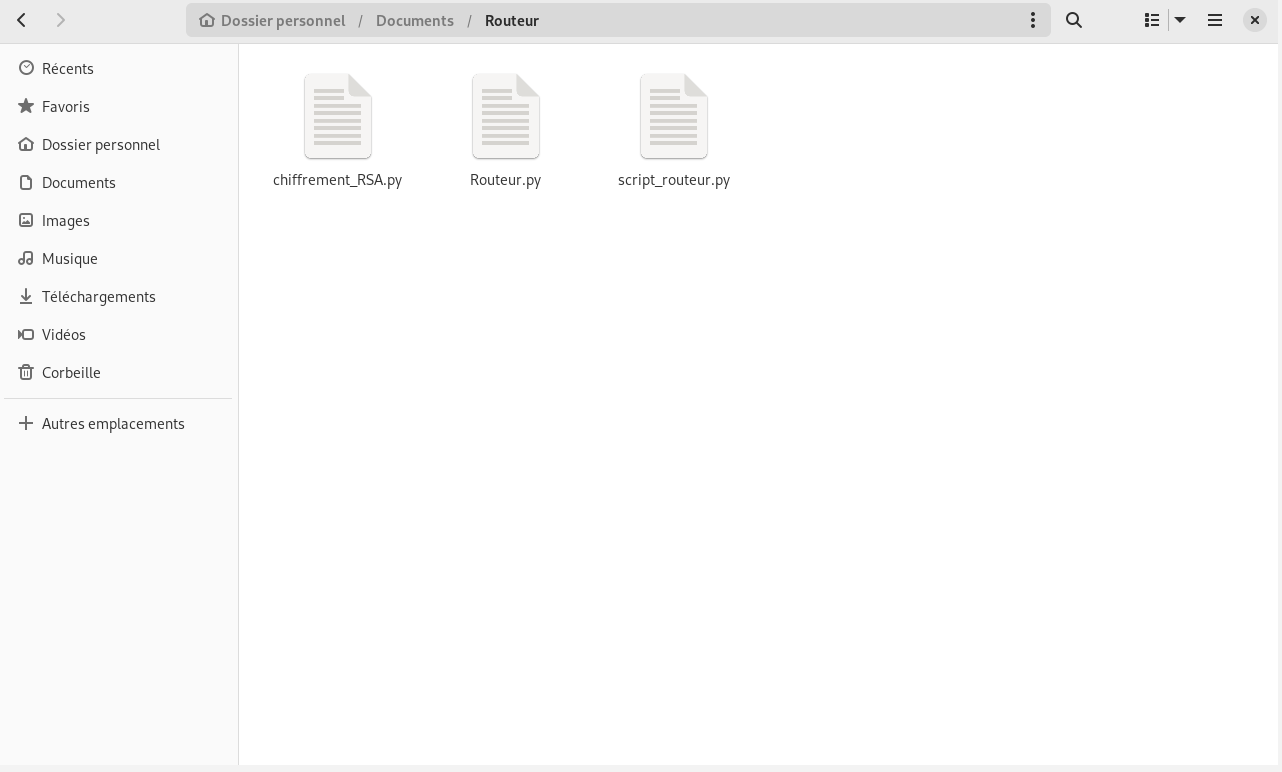 Dossier personnel / Documents / Routeur
Récents
Favoris
Dossier personnel
Documents
Images
Musique
Téléchargements
Vidéos
Corbeille
Autres emplacements
chiffrement_RSA.py
Routeur.py
script_routeur.py